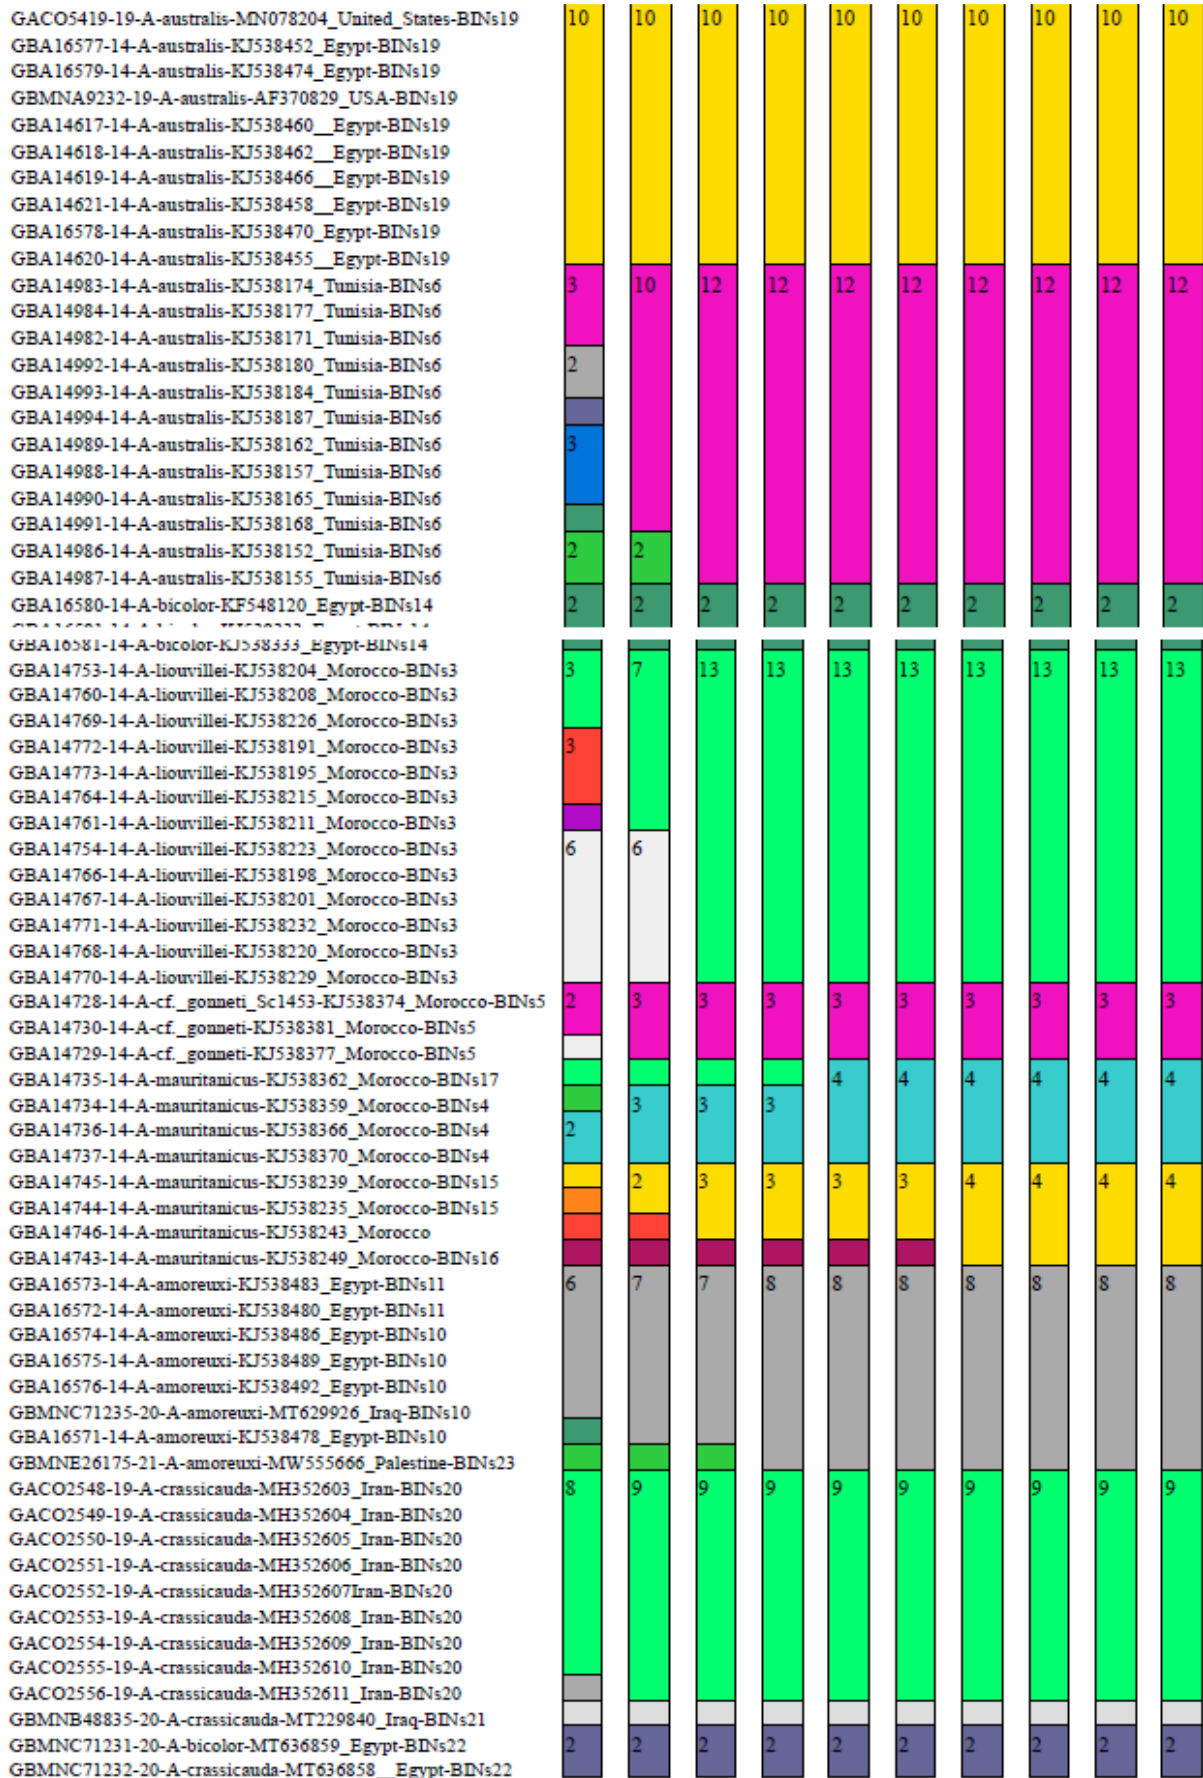 GACO5419-19-A-australis-MN078204_United_States-BINs19 10 10 10 10 10 10 10 10 10 10
GBA16577-14-A-australis-KJ538452_Egypt-BINs19
GBA16579-14-A-australis-KJ538474_Egypt-BINs19
GBMNA9232-19-A-australis-AF370829_USA-BINs19
GBA14617-14-A-australis-KJ538460__Egypt-BINs19
GBA14618-14-A-australis-KJ538462__Egypt-BINs19
GBA14619-14-A-australis-KJ538466__Egypt-BINs19
GBA14621-14-A-australis-KJ538458__Egypt-BINs19
GBA16578-14-A-australis-KJ538470_Egypt-BINs19
GBA14620-14-A-australis-KJ538455__Egypt-BINs19
GBA14983-14-A-australis-KJ538174_Tunisia-BINs6 3 10 12 12 12 12 12 12 12 12
GBA14984-14-A-australis-KJ538177_Tunisia-BINs6
GBA14982-14-A-australis-KJ538171_Tunisia-BINs6
GBA14992-14-A-australis-KJ538180_Tunisia-BINs6 2
GBA14993-14-A-australis-KJ538184_Tunisia-BINs6
GBA14994-14-A-australis-KJ538187_Tunisia-BINs6
GBA14989-14-A-australis-KJ538162_Tunisia-BINs6 3
GBA14988-14-A-australis-KJ538157_Tunisia-BINs6
GBA14990-14-A-australis-KJ538165_Tunisia-BINs6
GBA14991-14-A-australis-KJ538168_Tunisia-BINs6
GBA14986-14-A-australis-KJ538152_Tunisia-BINs6 2 2
GBA14987-14-A-australis-KJ538155_Tunisia-BINs6
GBA16580-14-A-bicolor-KF548120_Egypt-BINs14 2 2 2 2 2 2 2 2 2 2
GBA16581-14-A-bicolor-KJ538333_Egypt-BINs14
GBA14753-14-A-liouvillei-KJ538204_Morocco-BINs3 3 7 13 13 13 13 13 13 13 13
GBA14760-14-A-liouvillei-KJ538208_Morocco-BINs3
GBA14769-14-A-liouvillei-KJ538226_Morocco-BINs3
GBA14772-14-A-liouvillei-KJ538191_Morocco-BINs3 3
GBA14773-14-A-liouvillei-KJ538195_Morocco-BINs3
GBA14764-14-A-liouvillei-KJ538215_Morocco-BINs3
GBA14761-14-A-liouvillei-KJ538211_Morocco-BINs3
GBA14754-14-A-liouvillei-KJ538223_Morocco-BINs3 6 6
GBA14766-14-A-liouvillei-KJ538198_Morocco-BINs3
GBA14767-14-A-liouvillei-KJ538201_Morocco-BINs3
GBA14771-14-A-liouvillei-KJ538232_Morocco-BINs3
GBA14768-14-A-liouvillei-KJ538220_Morocco-BINs3
GBA14770-14-A-liouvillei-KJ538229_Morocco-BINs3
GBA14728-14-A-cf._gonneti_Sc1453-KJ538374_Morocco-BINs5 2 3 3 3 3 3 3 3 3 3
GBA14730-14-A-cf._gonneti-KJ538381_Morocco-BINs5
GBA14729-14-A-cf._gonneti-KJ538377_Morocco-BINs5
GBA14735-14-A-mauritanicus-KJ538362_Morocco-BINs17 4 4 4 4 4 4
GBA14734-14-A-mauritanicus-KJ538359_Morocco-BINs4 3 3 3
GBA14736-14-A-mauritanicus-KJ538366_Morocco-BINs4 2
GBA14737-14-A-mauritanicus-KJ538370_Morocco-BINs4
GBA14745-14-A-mauritanicus-KJ538239_Morocco-BINs15 2 3 3 3 3 4 4 4 4
GBA14744-14-A-mauritanicus-KJ538235_Morocco-BINs15
GBA14746-14-A-mauritanicus-KJ538243_Morocco
GBA14743-14-A-mauritanicus-KJ538249_Morocco-BINs16
GBA16573-14-A-amoreuxi-KJ538483_Egypt-BINs11 6 7 7 8 8 8 8 8 8 8
GBA16572-14-A-amoreuxi-KJ538480_Egypt-BINs11
GBA16574-14-A-amoreuxi-KJ538486_Egypt-BINs10
GBA16575-14-A-amoreuxi-KJ538489_Egypt-BINs10
GBA16576-14-A-amoreuxi-KJ538492_Egypt-BINs10
GBMNC71235-20-A-amoreuxi-MT629926_Iraq-BINs10
GBA16571-14-A-amoreuxi-KJ538478_Egypt-BINs10
GBMNE26175-21-A-amoreuxi-MW555666_Palestine-BINs23
GACO2548-19-A-crassicauda-MH352603_Iran-BINs20 8 9 9 9 9 9 9 9 9 9
GACO2549-19-A-crassicauda-MH352604_Iran-BINs20
GACO2550-19-A-crassicauda-MH352605_Iran-BINs20
GACO2551-19-A-crassicauda-MH352606_Iran-BINs20
GACO2552-19-A-crassicauda-MH352607Iran-BINs20
GACO2553-19-A-crassicauda-MH352608_Iran-BINs20
GACO2554-19-A-crassicauda-MH352609_Iran-BINs20
GACO2555-19-A-crassicauda-MH352610_Iran-BINs20
GACO2556-19-A-crassicauda-MH352611_Iran-BINs20
GBMNB48835-20-A-crassicauda-MT229840_Iraq-BINs21
GBMNC71231-20-A-bicolor-MT636859_Egypt-BINs22 2 2 2 2 2 2 2 2 2 2
GBMNC71232-20-A-crassicauda-MT636858__Egypt-BINs22